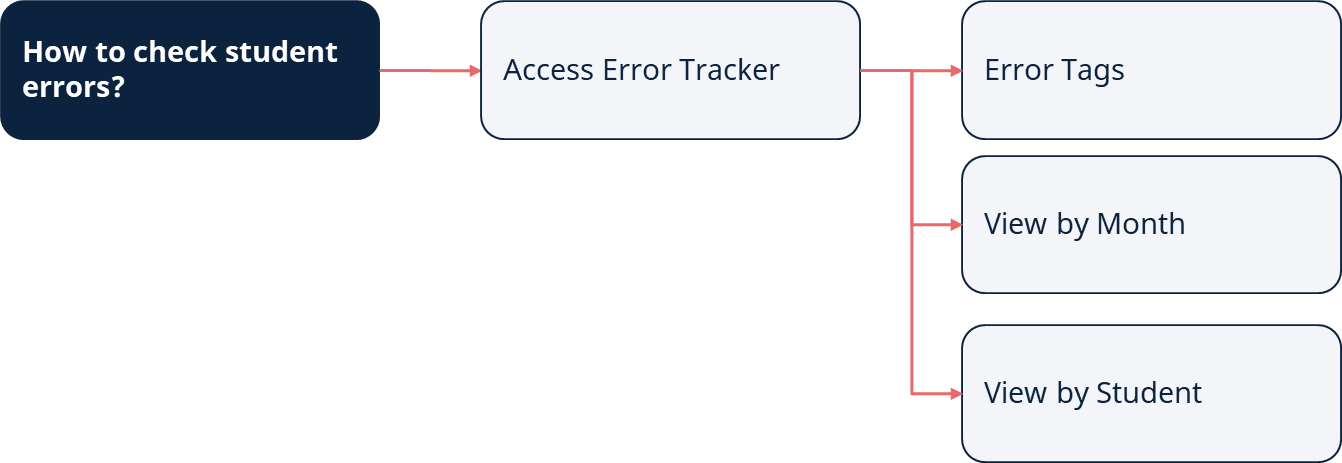 How to check student
errors?
Access Error Tracker
Error Tags
View by Month
View by Student